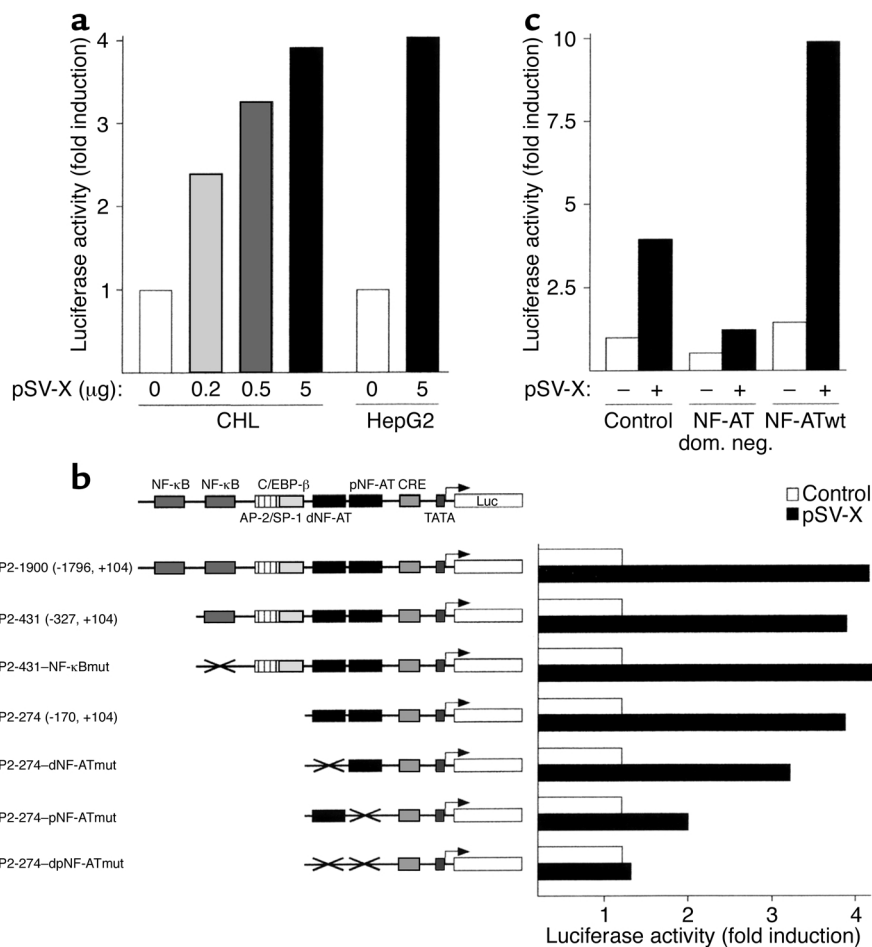 a
Luciferase activity (fold induction)
4
3
2
1
pSV-X (μg): 0 0.2 0.5 5 0 5
CHL HepG2
c
Luciferase activity (fold induction)
10
7.5
5
2.5
pSV-X: – + – + – +
Control NF-AT NF-ATwt
dom. neg.
b
NF-κB NF-κB C/EBP-β pNF-AT CRE
Luc
AP-2/SP-1 dNF-AT TATA
Control
pSV-X
P2-1900 (-1796, +104)
P2-431 (-327, +104)
P2-431–NF-κBmut
P2-274 (-170, +104)
P2-274–dNF-ATmut
P2-274–pNF-ATmut
P2-274–dpNF-ATmut
1 2 3 4
Luciferase activity (fold induction)